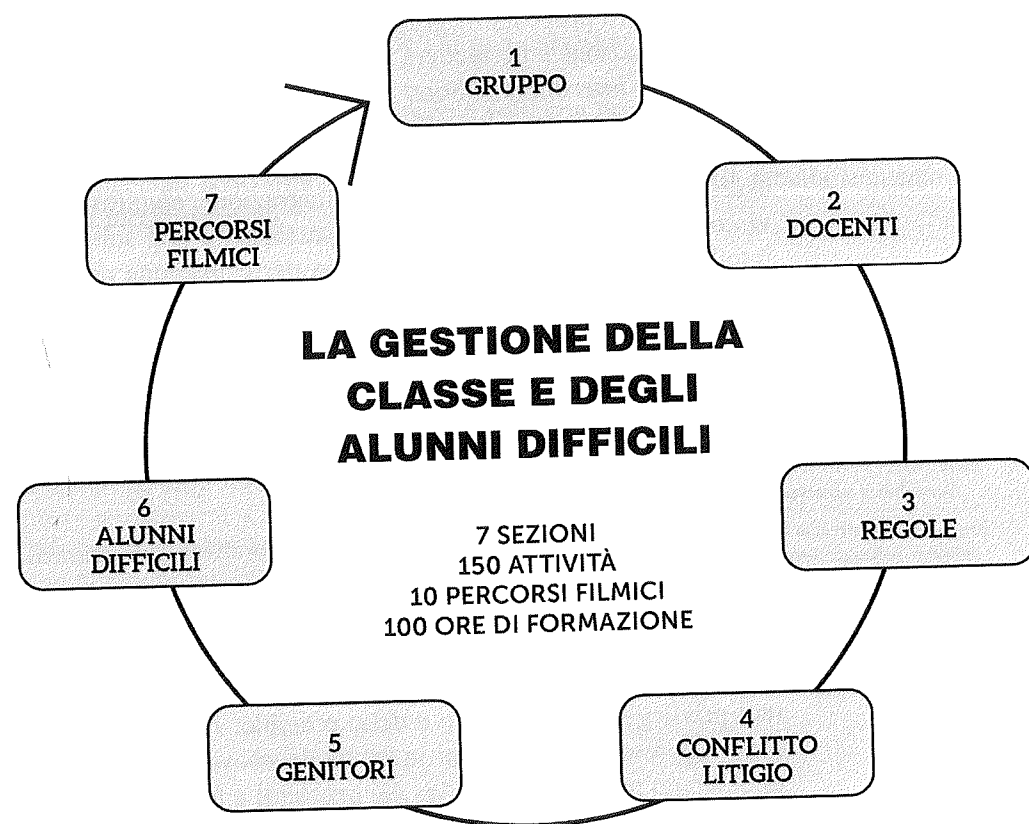 1
GRUPPO
2
DOCENTI
3
REGOLE
4
CONFLITTO
LITIGIO
5
GENITORI
6
ALUNNI
DIFFICILI
7
PERCORSI
FILMICI
LA GESTIONE DELLA
CLASSE E DEGLI
ALUNNI DIFFICILI
7 SEZIONI
150 ATTIVITÀ
10 PERCORSI FILMICI
100 ORE DI FORMAZIONE